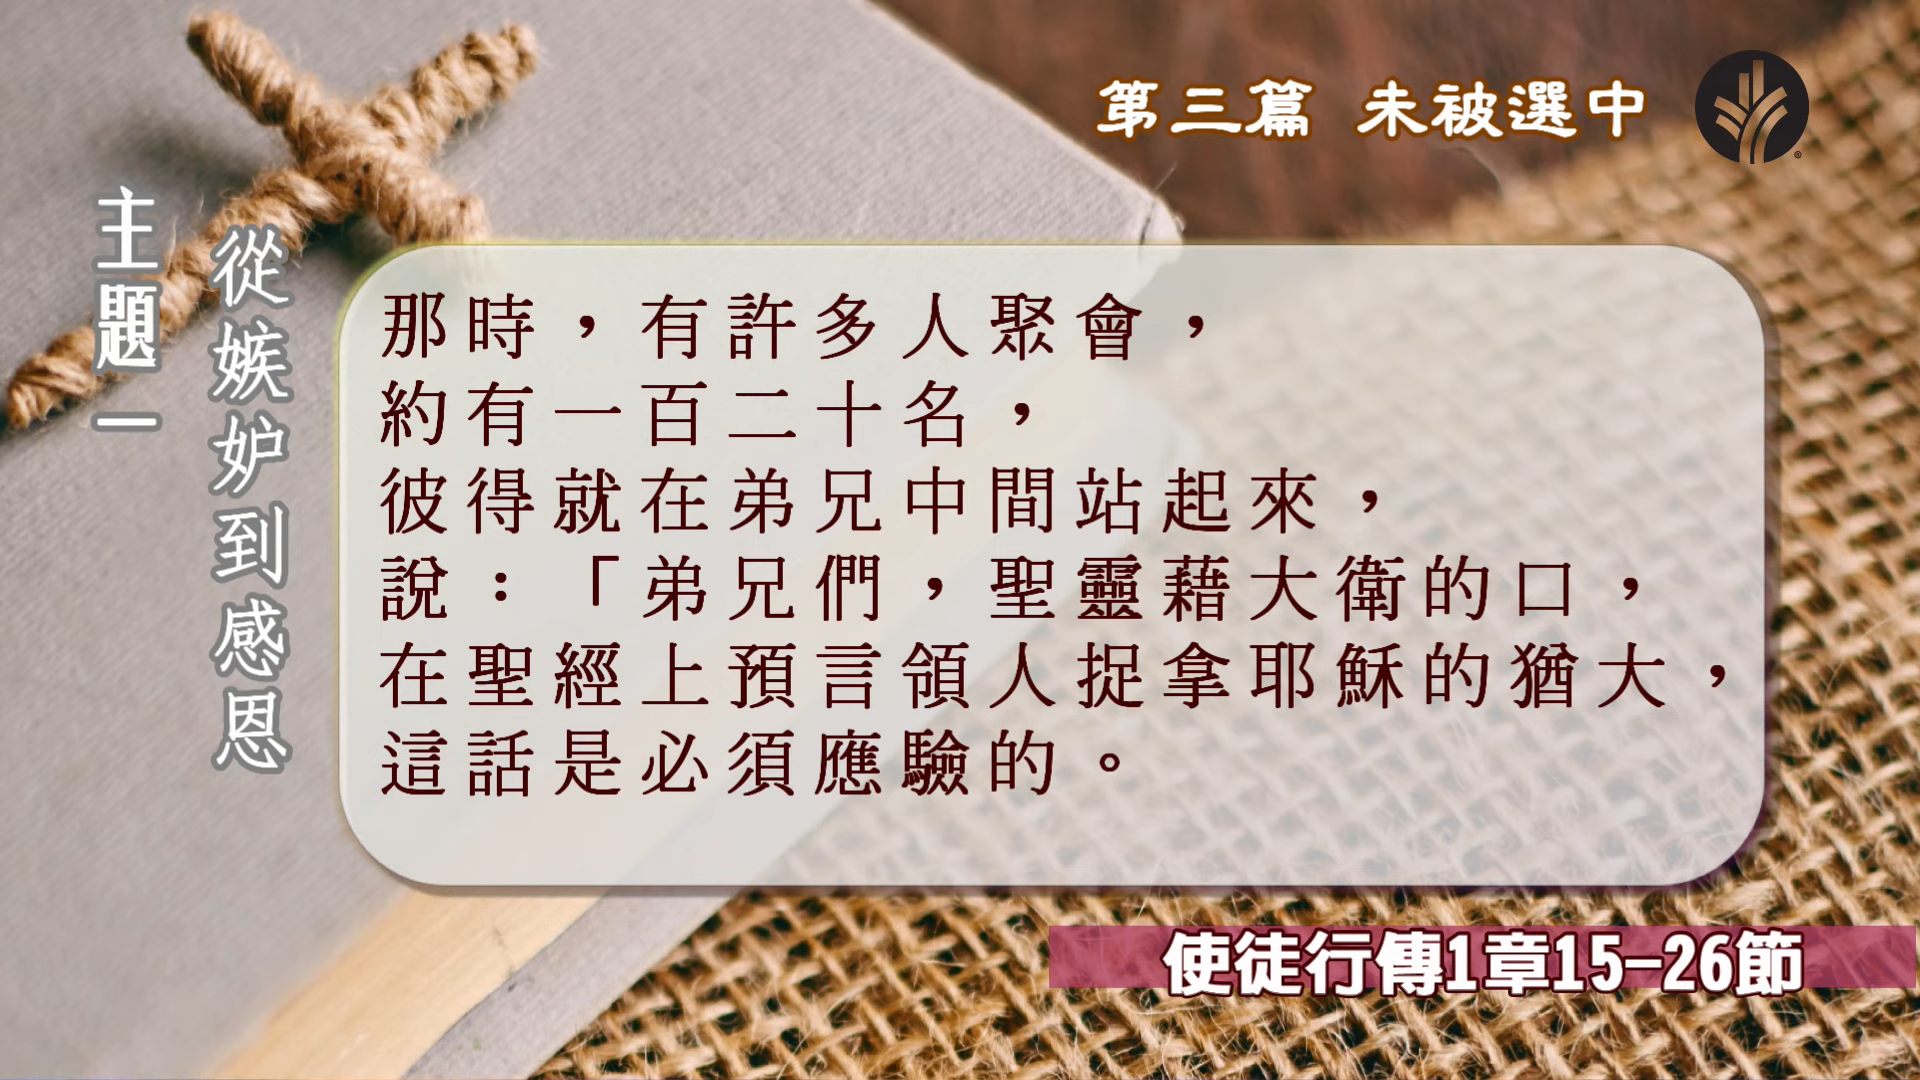 第三篇 未被選中
主題一
從嫉妒到感恩
那時，有許多人聚會，
約有一百二十名，
彼得就在弟兄中間站起來，
說：「弟兄們，聖靈藉大衛的口，
在聖經上預言領人捉拿耶穌的猶大，
這話是必須應驗的。
使徒行傳1章15-26節